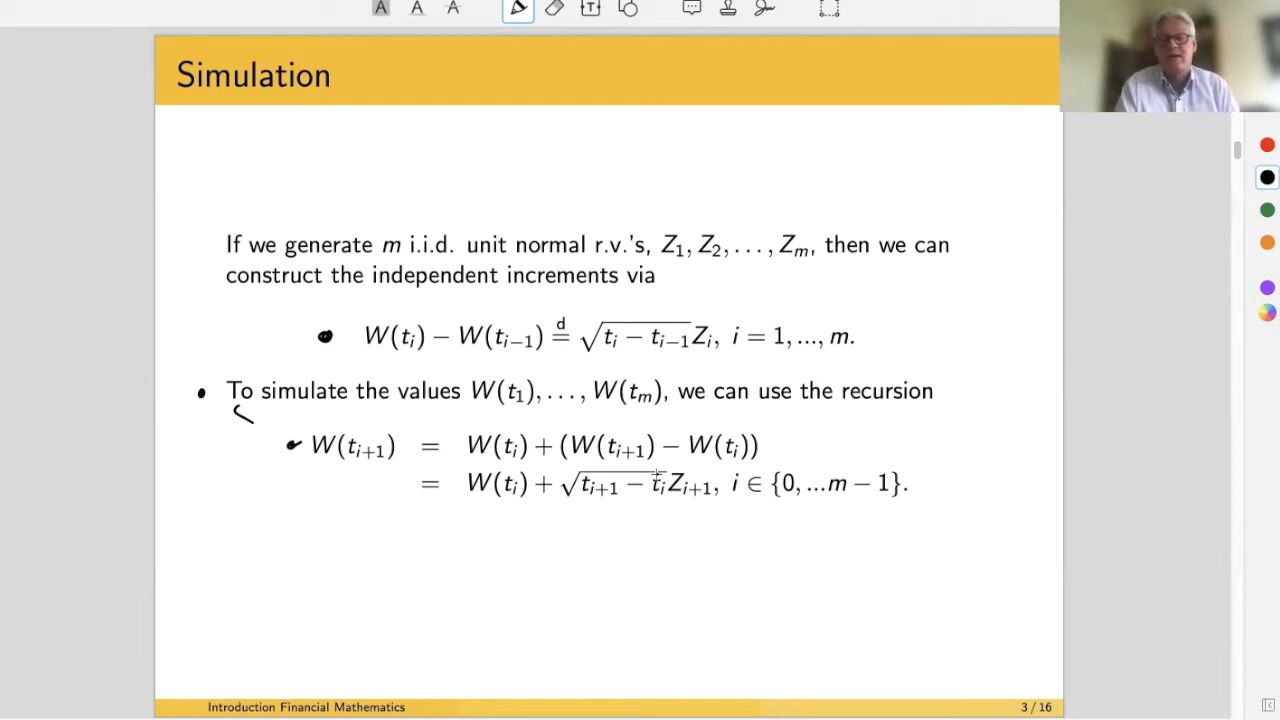 A A A T
Simulation
If we generate m i.i.d. unit normal r.v.'s, Z₁, Z₂, . . . , Zₘ, then we can
construct the independent increments via
W(tᵢ) − W(tᵢ₋₁) =ᵈ √(tᵢ − tᵢ₋₁)Zᵢ, i = 1, ..., m.
• To simulate the values W(t₁), . . . , W(tₘ), we can use the recursion
W(tᵢ₊₁) = W(tᵢ) + (W(tᵢ₊₁) − W(tᵢ))
= W(tᵢ) + √(tᵢ₊₁ − tᵢ)Zᵢ₊₁, i ∈ {0, ...m − 1}.
Introduction Financial Mathematics 3 / 16